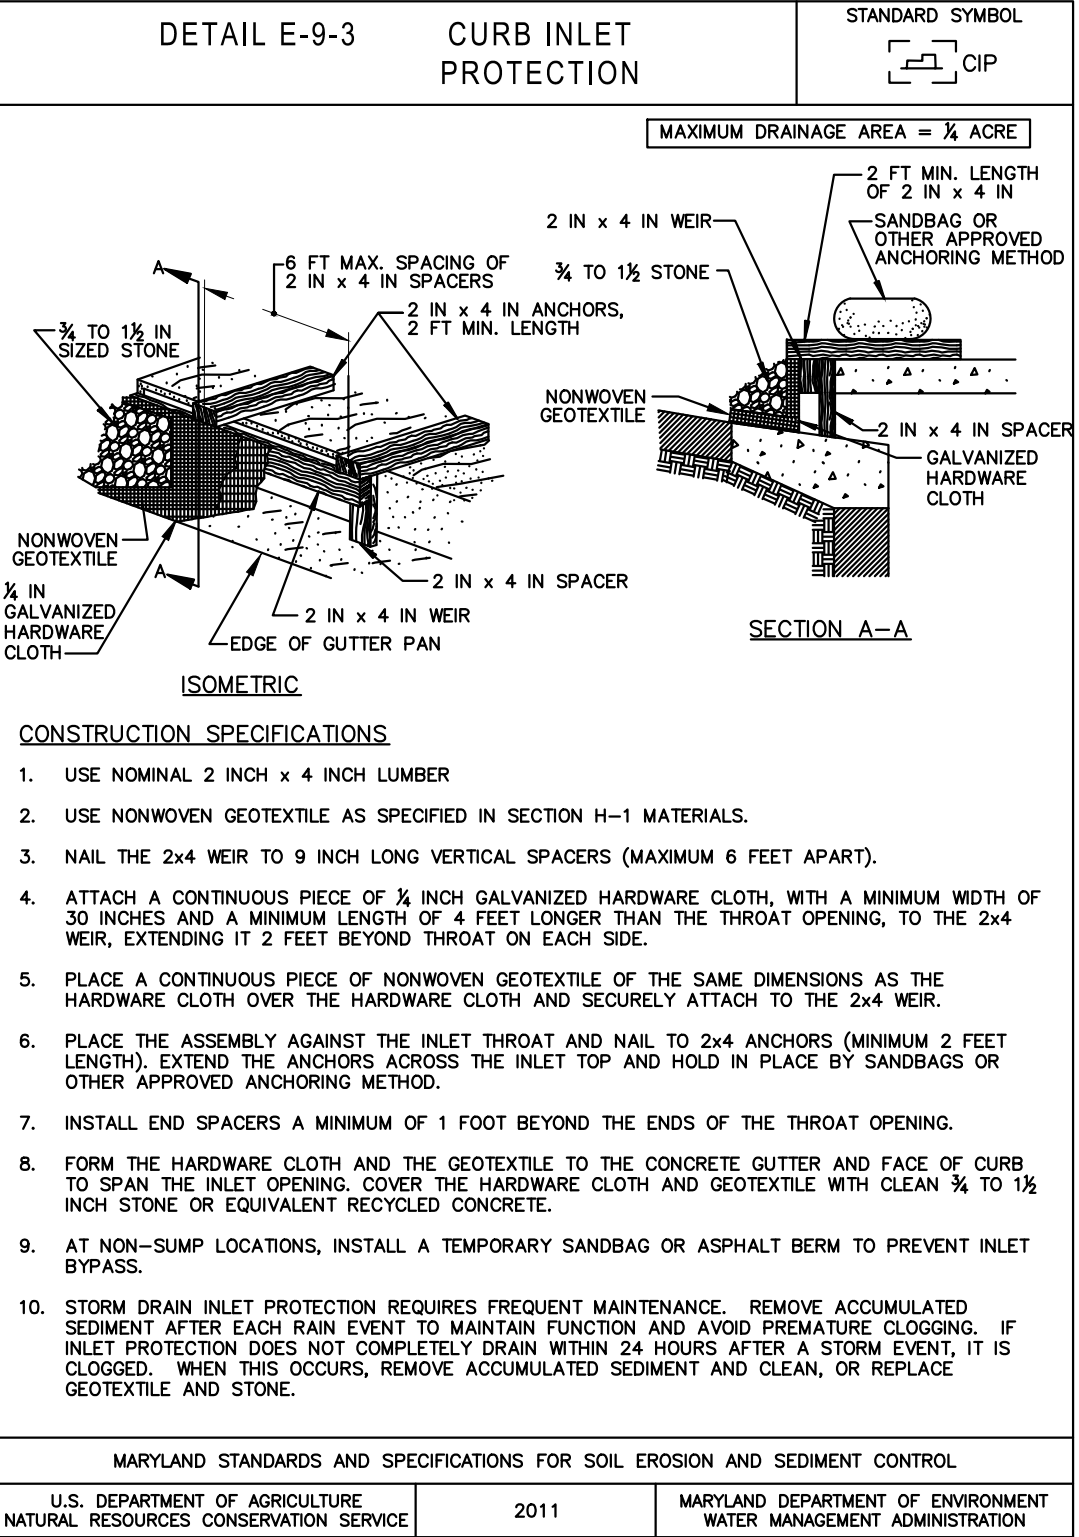 DETAIL E-9-3 CURB INLET
PROTECTION
STANDARD SYMBOL
CIP
MAXIMUM DRAINAGE AREA = ¼ ACRE
A
6 FT MAX. SPACING OF
2 IN x 4 IN SPACERS
2 IN x 4 IN ANCHORS,
2 FT MIN. LENGTH
¾ TO 1½ IN
SIZED STONE
NONWOVEN
GEOTEXTILE
A
¼ IN
GALVANIZED
HARDWARE
CLOTH
2 IN x 4 IN SPACER
2 IN x 4 IN WEIR
EDGE OF GUTTER PAN
ISOMETRIC
2 FT MIN. LENGTH
OF 2 IN x 4 IN
2 IN x 4 IN WEIR
SANDBAG OR
OTHER APPROVED
ANCHORING METHOD
¾ TO 1½ STONE
NONWOVEN
GEOTEXTILE
2 IN x 4 IN SPACER
GALVANIZED
HARDWARE
CLOTH
SECTION A-A
CONSTRUCTION SPECIFICATIONS
1. USE NOMINAL 2 INCH x 4 INCH LUMBER
2. USE NONWOVEN GEOTEXTILE AS SPECIFIED IN SECTION H-1 MATERIALS.
3. NAIL THE 2x4 WEIR TO 9 INCH LONG VERTICAL SPACERS (MAXIMUM 6 FEET APART).
4. ATTACH A CONTINUOUS PIECE OF ¼ INCH GALVANIZED HARDWARE CLOTH, WITH A MINIMUM WIDTH OF
30 INCHES AND A MINIMUM LENGTH OF 4 FEET LONGER THAN THE THROAT OPENING, TO THE 2x4
WEIR, EXTENDING IT 2 FEET BEYOND THROAT ON EACH SIDE.
5. PLACE A CONTINUOUS PIECE OF NONWOVEN GEOTEXTILE OF THE SAME DIMENSIONS AS THE
HARDWARE CLOTH OVER THE HARDWARE CLOTH AND SECURELY ATTACH TO THE 2x4 WEIR.
6. PLACE THE ASSEMBLY AGAINST THE INLET THROAT AND NAIL TO 2x4 ANCHORS (MINIMUM 2 FEET
LENGTH). EXTEND THE ANCHORS ACROSS THE INLET TOP AND HOLD IN PLACE BY SANDBAGS OR
OTHER APPROVED ANCHORING METHOD.
7. INSTALL END SPACERS A MINIMUM OF 1 FOOT BEYOND THE ENDS OF THE THROAT OPENING.
8. FORM THE HARDWARE CLOTH AND THE GEOTEXTILE TO THE CONCRETE GUTTER AND FACE OF CURB
TO SPAN THE INLET OPENING. COVER THE HARDWARE CLOTH AND GEOTEXTILE WITH CLEAN ¾ TO 1½
INCH STONE OR EQUIVALENT RECYCLED CONCRETE.
9. AT NON-SUMP LOCATIONS, INSTALL A TEMPORARY SANDBAG OR ASPHALT BERM TO PREVENT INLET
BYPASS.
10. STORM DRAIN INLET PROTECTION REQUIRES FREQUENT MAINTENANCE. REMOVE ACCUMULATED
SEDIMENT AFTER EACH RAIN EVENT TO MAINTAIN FUNCTION AND AVOID PREMATURE CLOGGING. IF
INLET PROTECTION DOES NOT COMPLETELY DRAIN WITHIN 24 HOURS AFTER A STORM EVENT, IT IS
CLOGGED. WHEN THIS OCCURS, REMOVE ACCUMULATED SEDIMENT AND CLEAN, OR REPLACE
GEOTEXTILE AND STONE.
MARYLAND STANDARDS AND SPECIFICATIONS FOR SOIL EROSION AND SEDIMENT CONTROL
U.S. DEPARTMENT OF AGRICULTURE
NATURAL RESOURCES CONSERVATION SERVICE
2011
MARYLAND DEPARTMENT OF ENVIRONMENT
WATER MANAGEMENT ADMINISTRATION